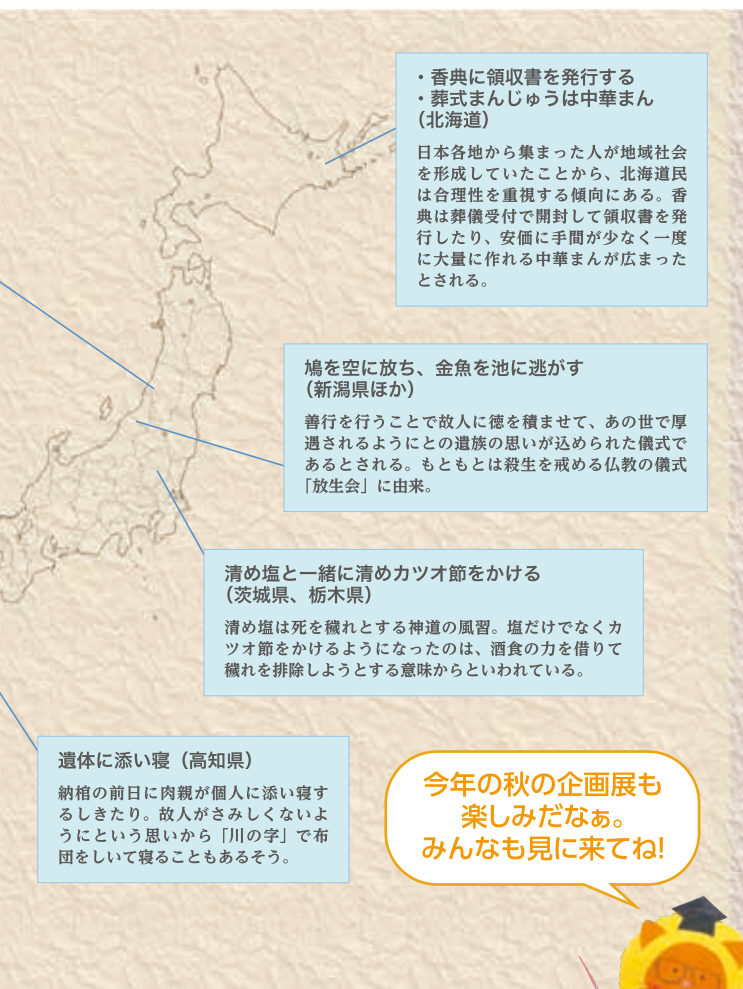 ・香典に領収書を発行する
・葬式まんじゅうは中華まん
（北海道）
日本各地から集まった人が地域社会
を形成していたことから、北海道民
は合理性を重視する傾向にある。香
典は葬儀受付で開封して領収書を発
行したり、安価に手間が少なく一度
に大量に作れる中華まんが広まった
とされる。
鳩を空に放ち、金魚を池に逃がす
（新潟県ほか）
善行を行うことで故人に徳を積ませて、あの世で厚
遇されるようにとの遺族の思いが込められた儀式で
あるとされる。もともとは殺生を戒める仏教の儀式
「放生会」に由来。
清め塩と一緒に清めカツオ節をかける
（茨城県、栃木県）
清め塩は死を穢れとする神道の風習。塩だけでなくカ
ツオ節をかけるようになったのは、酒食の力を借りて
穢れを排除しようとする意味からといわれている。
遺体に添い寝（高知県）
納棺の前日に肉親が個人に添い寝す
るしきたり。故人がさみしくないよ
うにという思いから「川の字」で布
団をしいて寝ることもあるそう。
今年の秋の企画展も
楽しみだなぁ。
みんなも見に来てね!